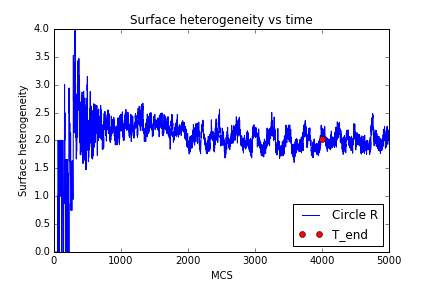 Surface heterogeneity vs time
4.0
3.5
3.0
2.5
2.0
1.5
1.0
0.5
0.0
Surface heterogeneity
0 1000 2000 3000 4000 5000
MCS
Circle R
T_end